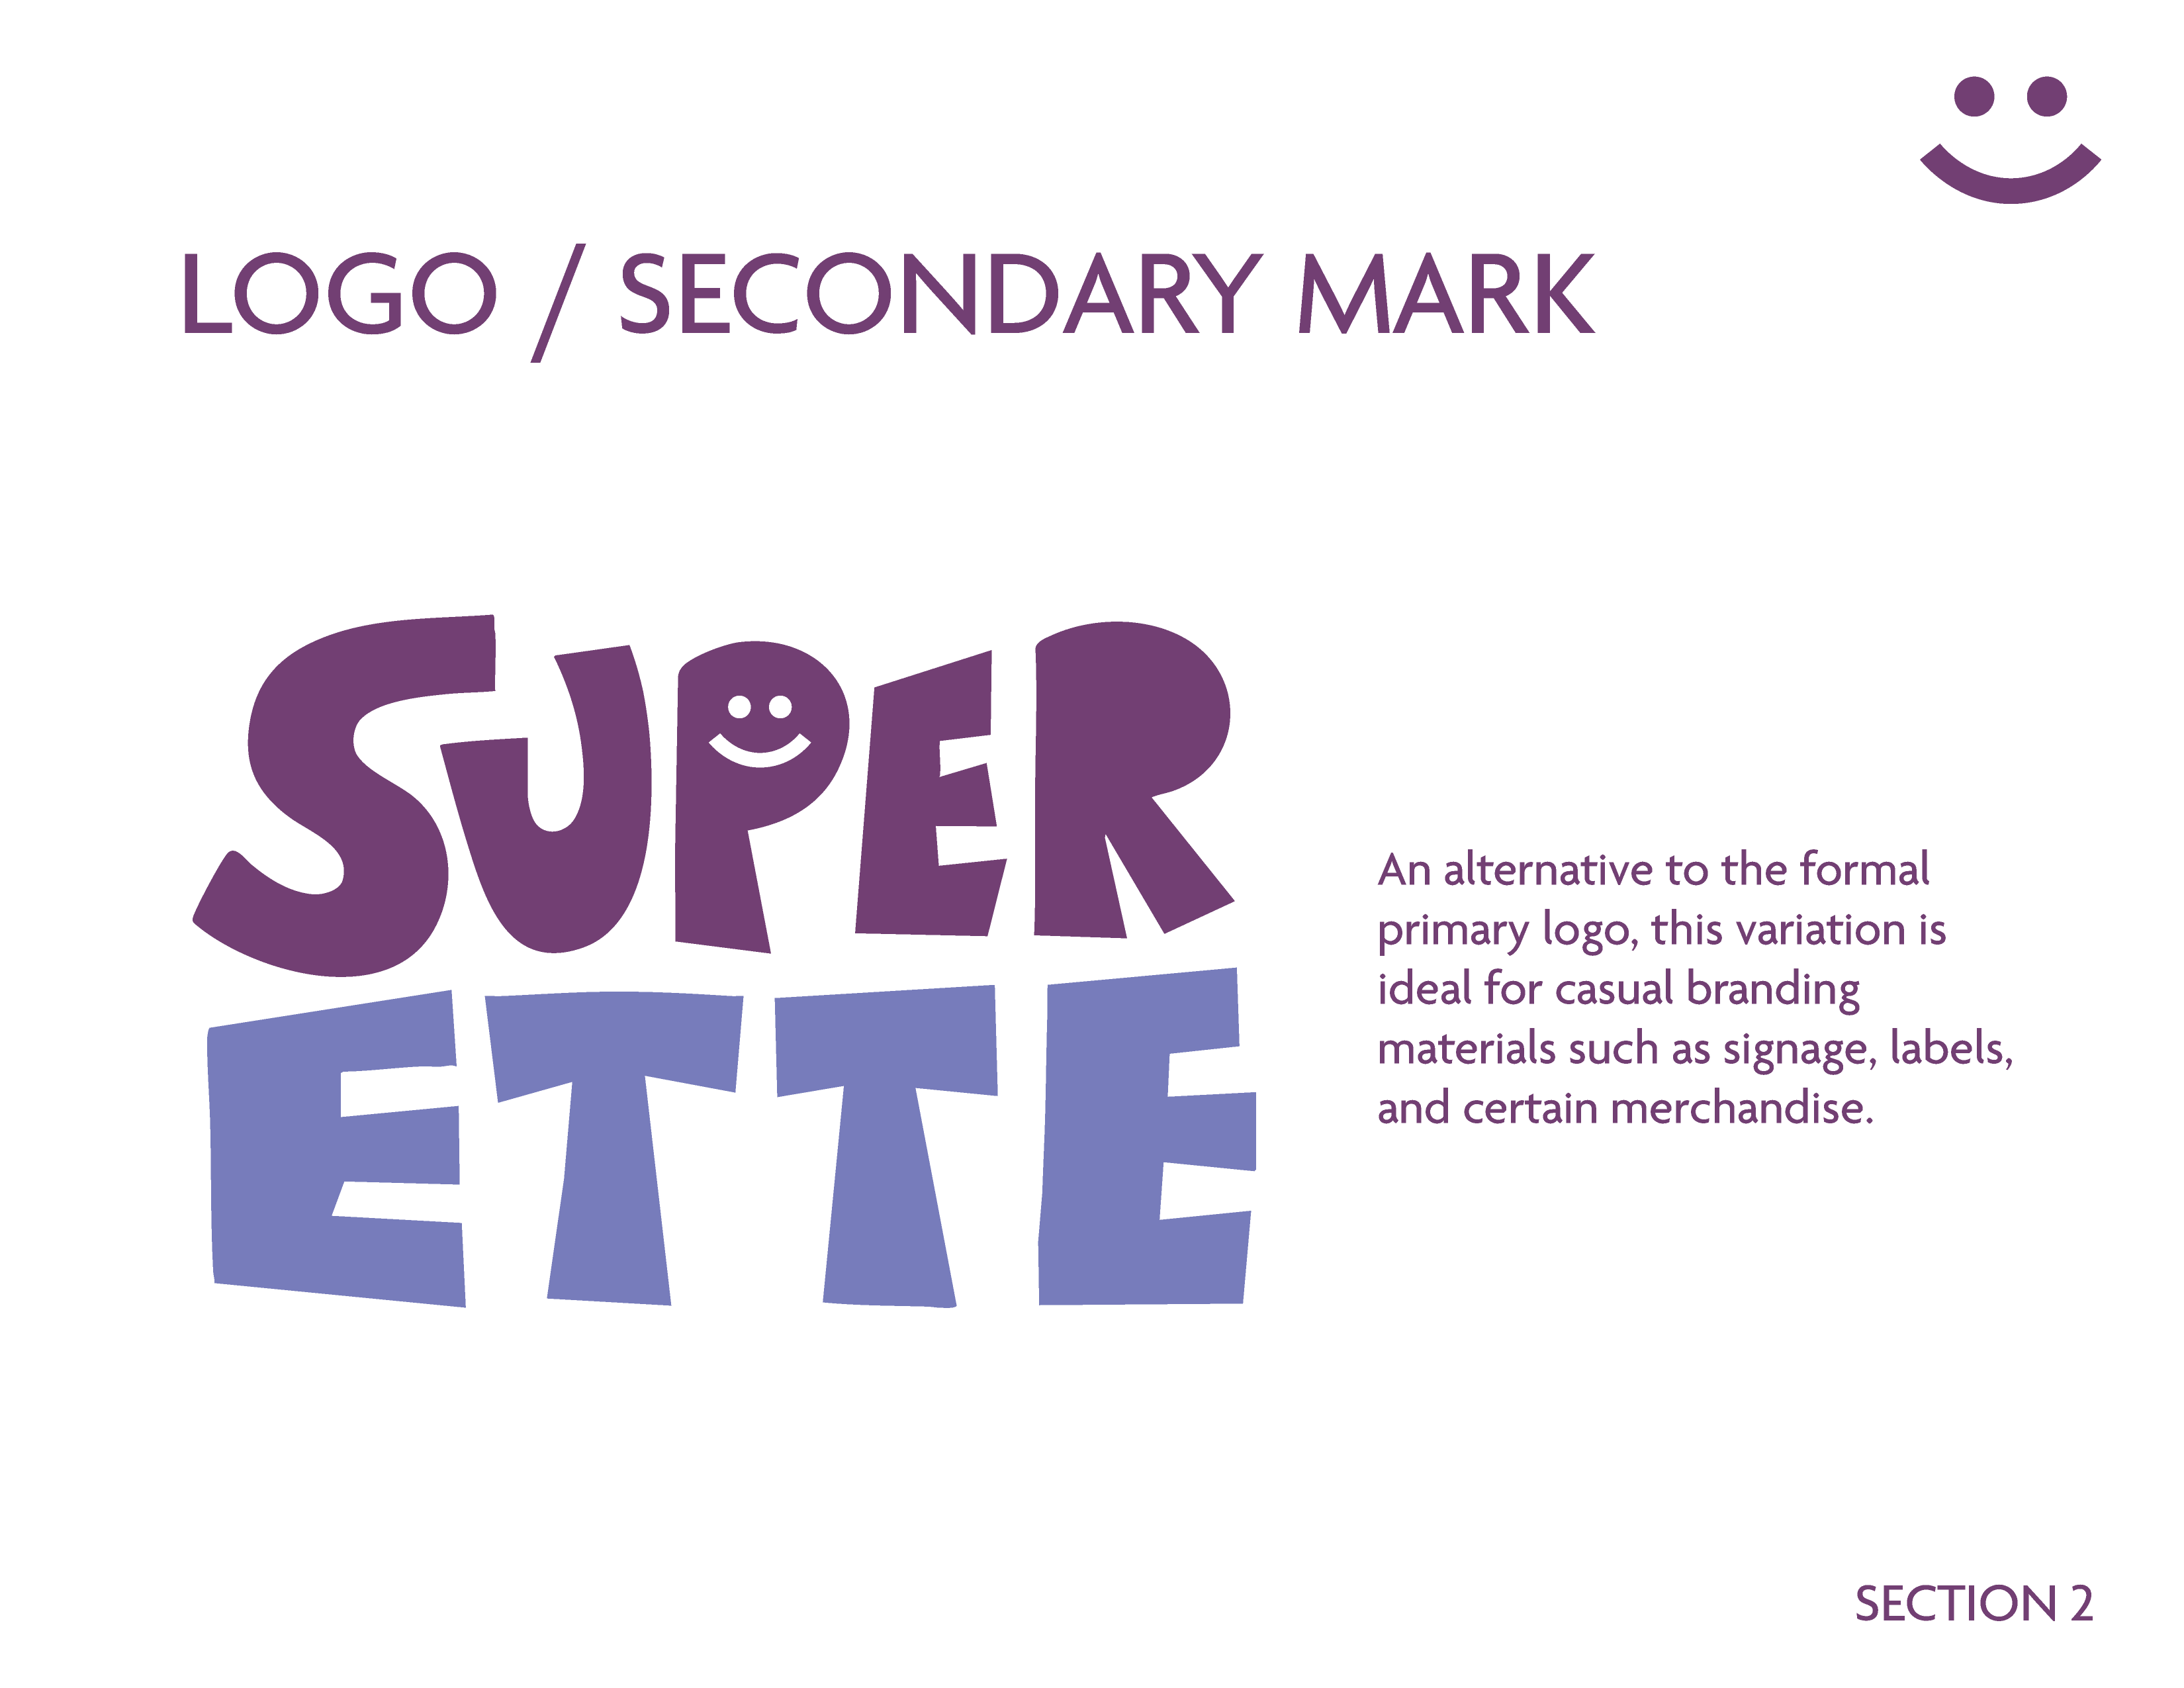 LOGO / SECONDARY MARK
SUPER
ETTE
An alternative to the formal
primary logo, this variation is
ideal for casual branding
materials such as signage, labels,
and certain merchandise.
SECTION 2